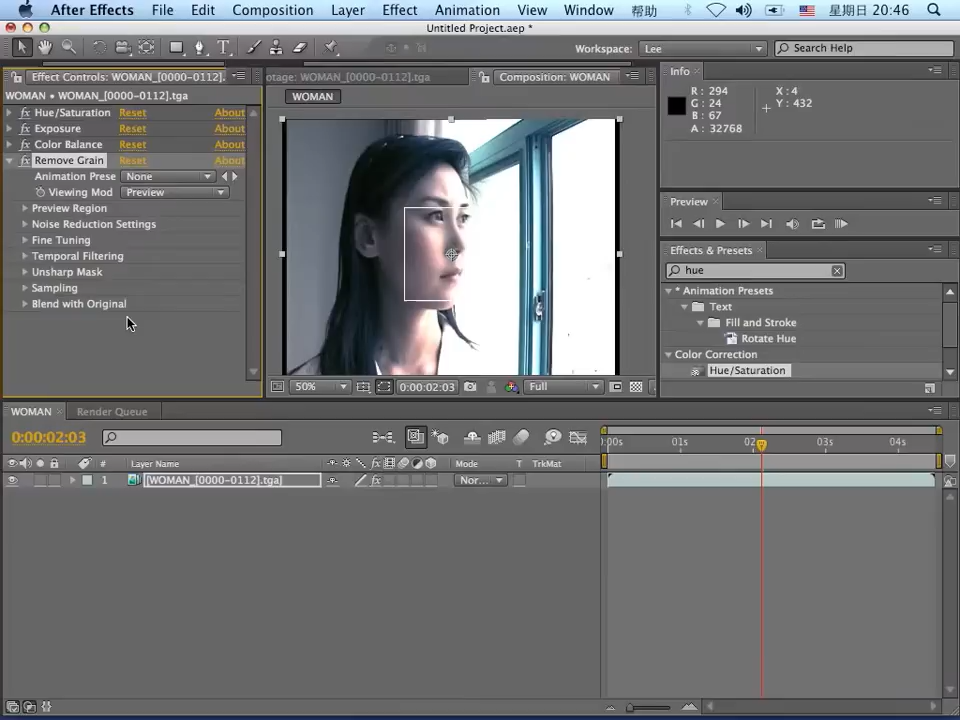 After Effects File Edit Composition Layer Effect Animation View Window 帮助 星期日 20:46
Untitled Project.aep *
Workspace: Lee Search Help
Effect Controls: WOMAN_[0000-0112].
otage: WOMAN_[0000-0112].tga Composition: WOMAN
Info
WOMAN • WOMAN_[0000-0112].tga
WOMAN
R : 294 X : 4
G : 24 Y : 432
B : 67
A : 32768
Hue/Saturation Reset About
Exposure Reset About
Color Balance Reset About
Remove Grain Reset About
Animation Prese None
Viewing Mod Preview
Preview Region
Noise Reduction Settings
Fine Tuning
Temporal Filtering
Unsharp Mask
Sampling
Blend with Original
Preview
Effects & Presets
hue
* Animation Presets
Text
Fill and Stroke
Rotate Hue
Color Correction
Hue/Saturation
50% 0:00:02:03 Full
WOMAN Render Queue
0:00:02:03
:00s 01s 02 03s 04s
# Layer Name Mode T TrkMat
1 [WOMAN_[0000-0112].tga] Nor...